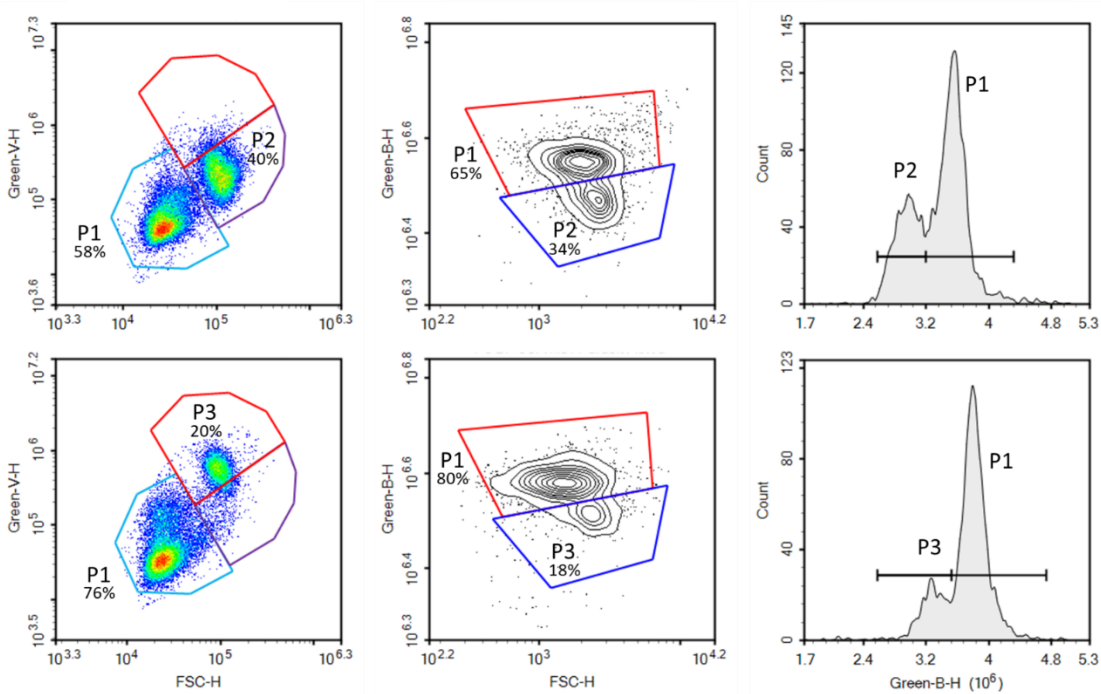 10^7.3
10^6
10^5
10^3.6
Green-V-H
P2
40%
P1
58%
10^3.3
10^4
10^5
10^6.3
10^6.8
10^6.6
10^6.4
10^6.3
Green-B-H
P1
65%
P2
34%
10^2.2
10^3
10^4.2
145
120
80
40
0
Count
P1
P2
1.7
2.4
3.2
4
4.8
5.3
10^7.2
10^6
10^5
10^3.5
Green-V-H
P3
20%
P1
76%
10^3.3
10^4
10^5
10^6.3
FSC-H
10^6.8
10^6.6
10^6.4
10^6.3
Green-B-H
P1
80%
P3
18%
10^2.2
10^3
10^4.2
FSC-H
123
80
40
0
Count
P1
P3
1.7
2.4
3.2
4
4.8
5.3
Green-B-H (10^6)